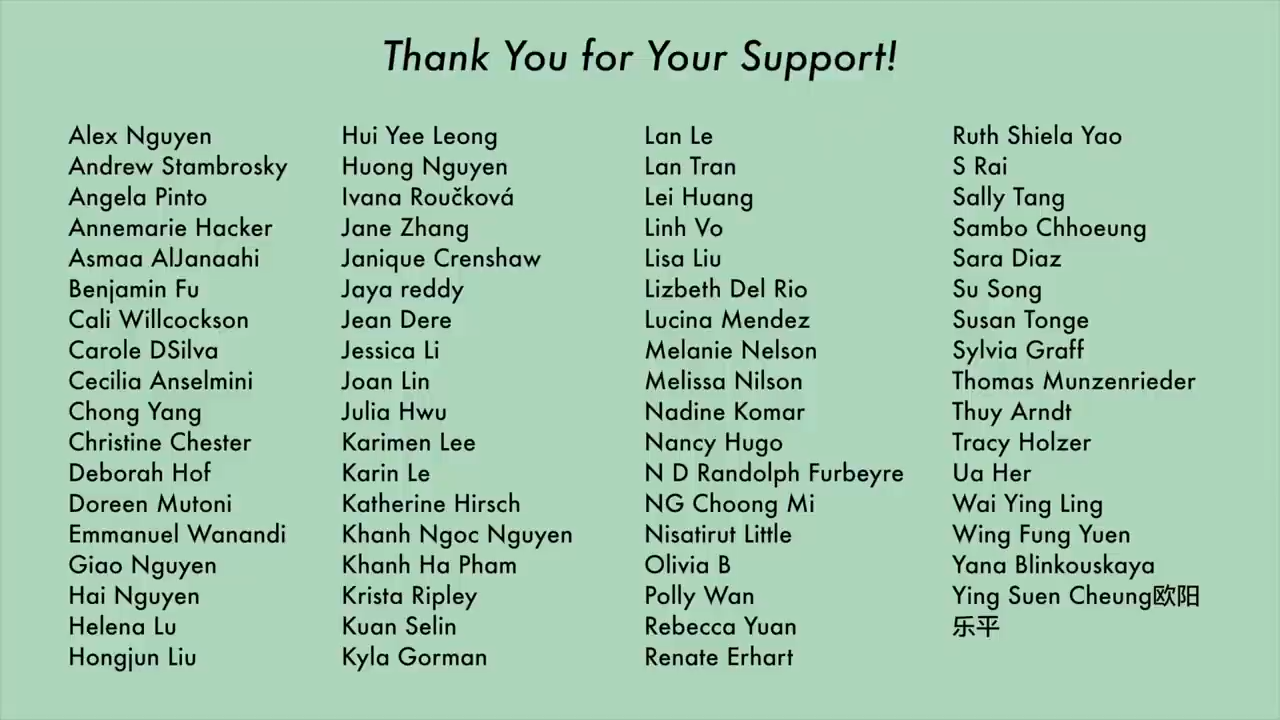 Thank You for Your Support!
Alex Nguyen
Andrew Stambrosky
Angela Pinto
Annemarie Hacker
Asmaa AlJanaahi
Benjamin Fu
Cali Willcockson
Carole DSilva
Cecilia Anselmini
Chong Yang
Christine Chester
Deborah Hof
Doreen Mutoni
Emmanuel Wanandi
Giao Nguyen
Hai Nguyen
Helena Lu
Hongjun Liu
Hui Yee Leong
Huong Nguyen
Ivana Roučková
Jane Zhang
Janique Crenshaw
Jaya reddy
Jean Dere
Jessica Li
Joan Lin
Julia Hwu
Karimen Lee
Karin Le
Katherine Hirsch
Khanh Ngoc Nguyen
Khanh Ha Pham
Krista Ripley
Kuan Selin
Kyla Gorman
Lan Le
Lan Tran
Lei Huang
Linh Vo
Lisa Liu
Lizbeth Del Rio
Lucina Mendez
Melanie Nelson
Melissa Nilson
Nadine Komar
Nancy Hugo
N D Randolph Furbeyre
NG Choong Mi
Nisatirut Little
Olivia B
Polly Wan
Rebecca Yuan
Renate Erhart
Ruth Shiela Yao
S Rai
Sally Tang
Sambo Chhoeung
Sara Diaz
Su Song
Susan Tonge
Sylvia Graff
Thomas Munzenrieder
Thuy Arndt
Tracy Holzer
Ua Her
Wai Ying Ling
Wing Fung Yuen
Yana Blinkouskaya
Ying Suen Cheung欧阳
乐平